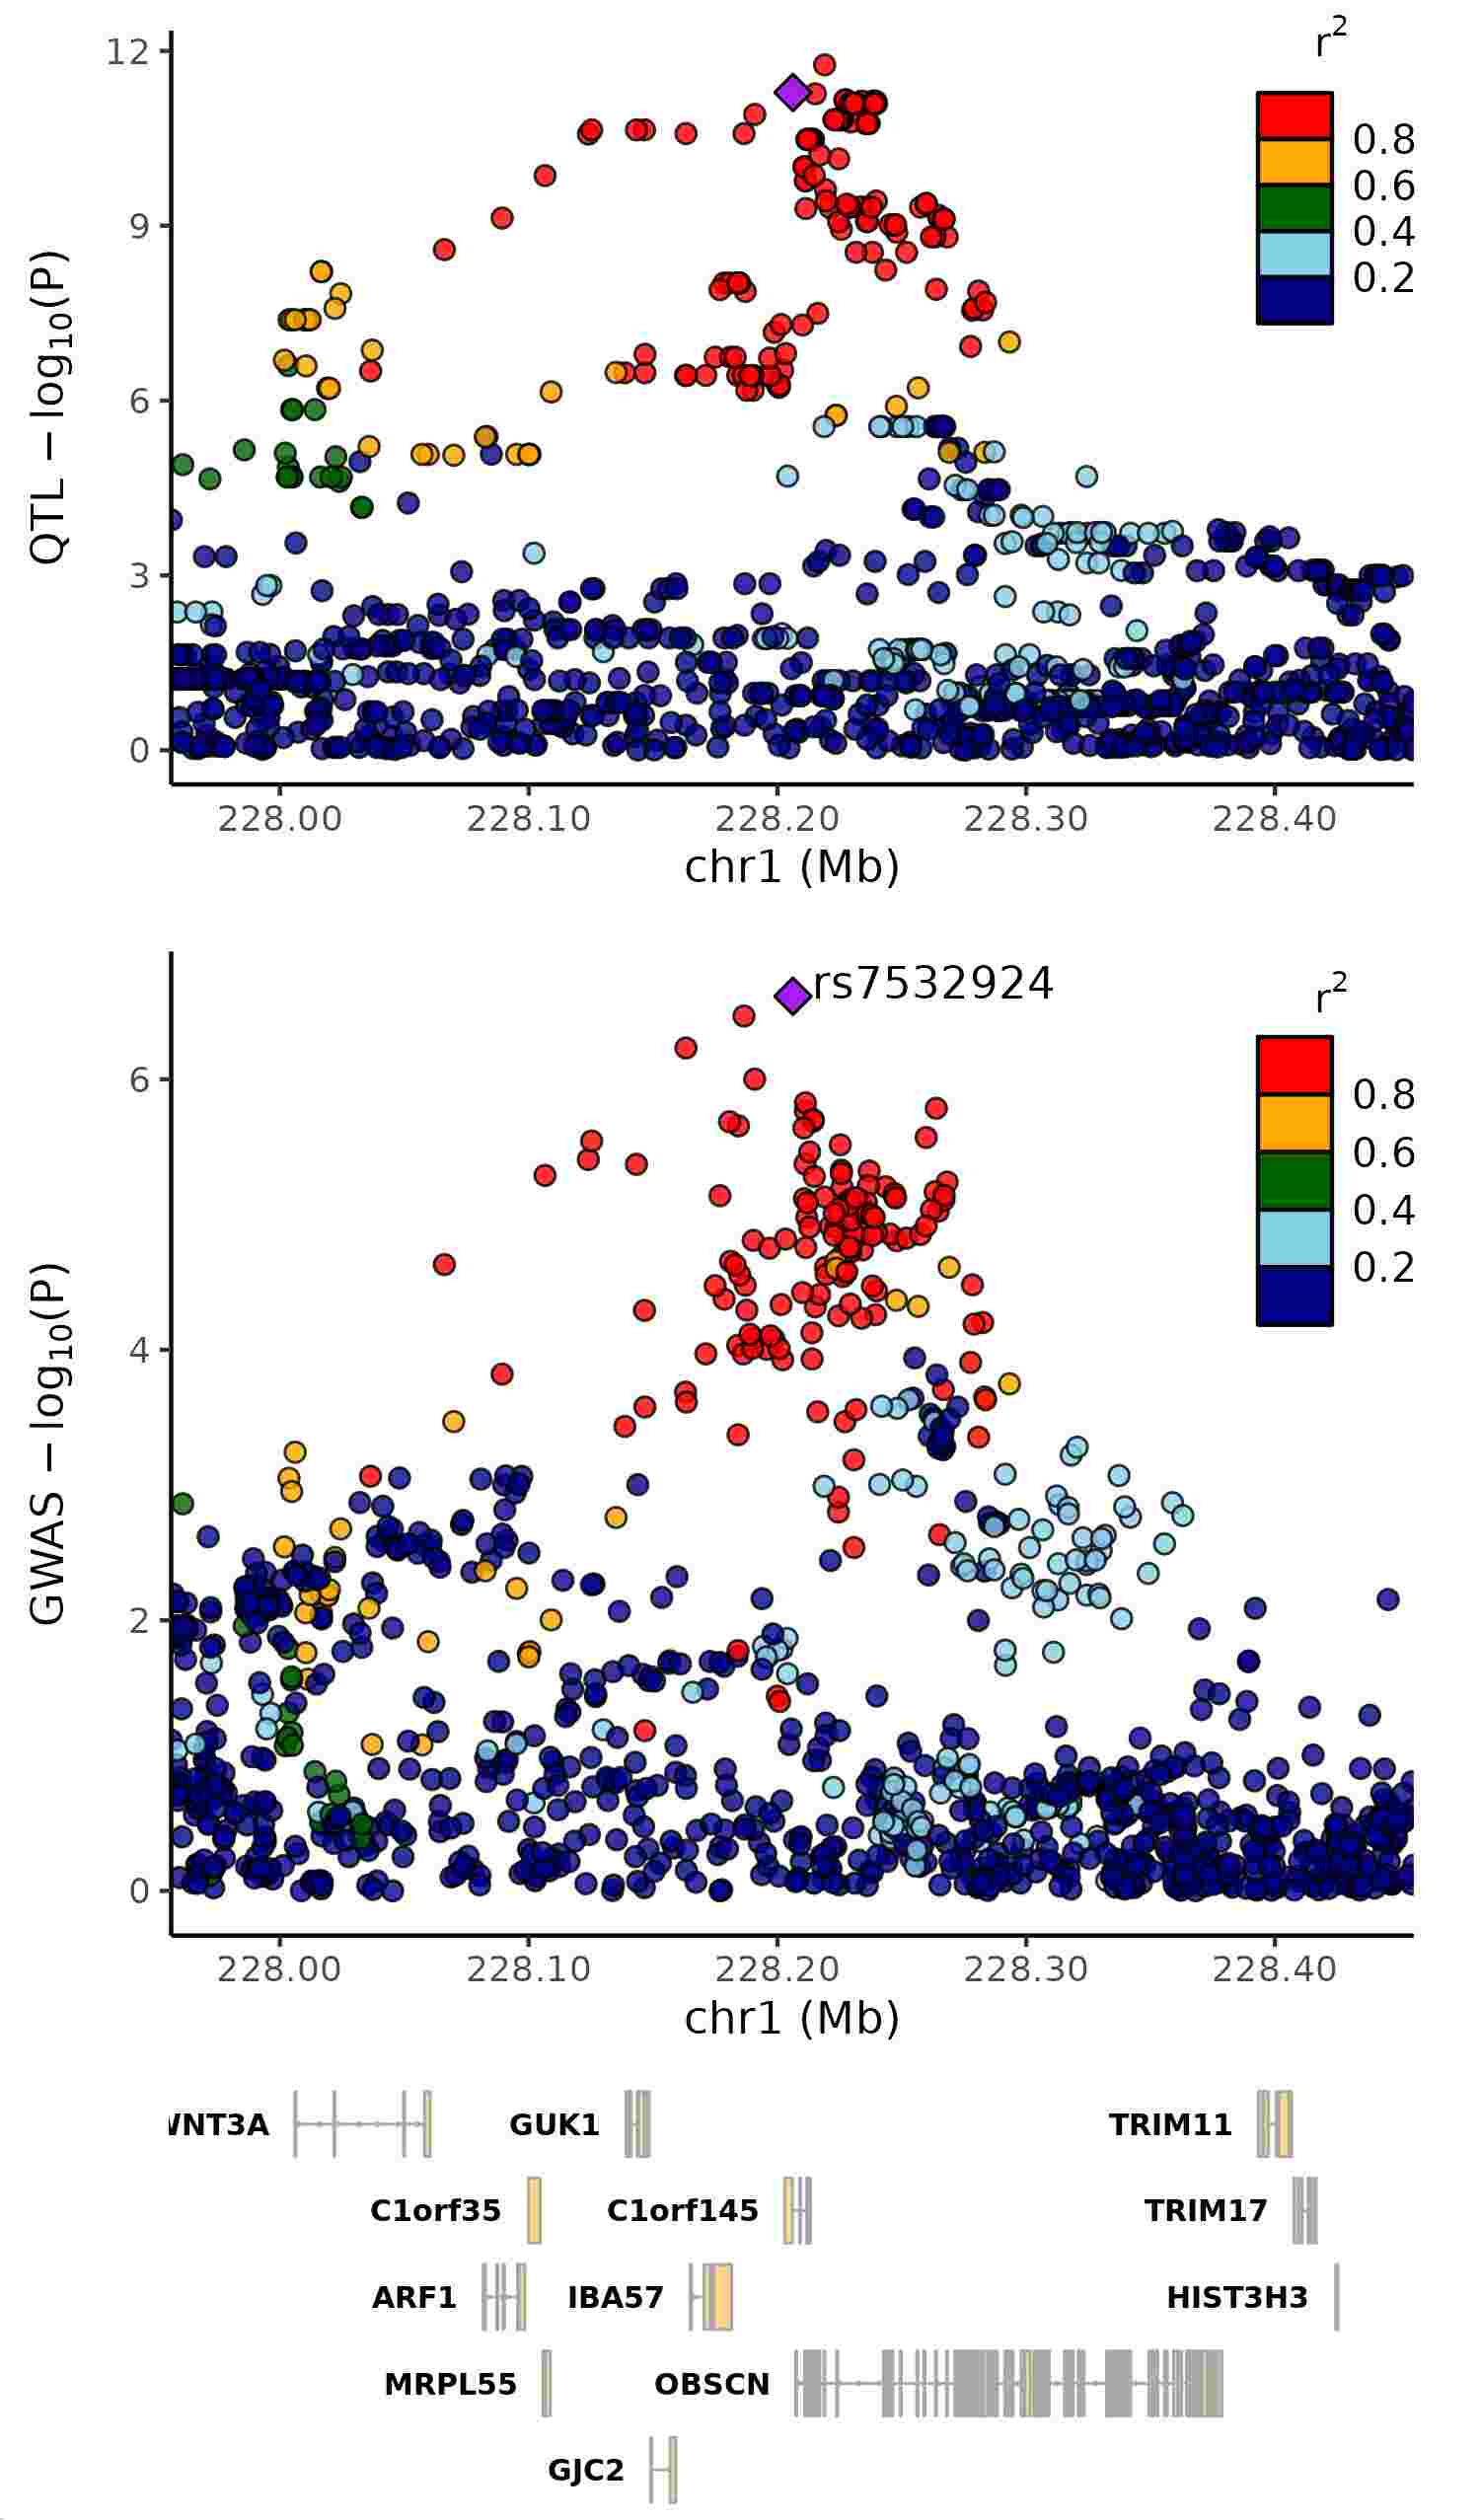 r2
12
9
6
3
0
0.8
0.6
0.4
0.2
QTL – log10(P)
228.00 228.10 228.20 228.30 228.40
chr1 (Mb)
rs7532924
r2
6
4
2
0
0.8
0.6
0.4
0.2
GWAS – log10(P)
228.00 228.10 228.20 228.30 228.40
chr1 (Mb)
WNT3A GUK1 TRIM11
C1orf35 C1orf145 TRIM17
ARF1 IBA57 HIST3H3
MRPL55 OBSCN
GJC2